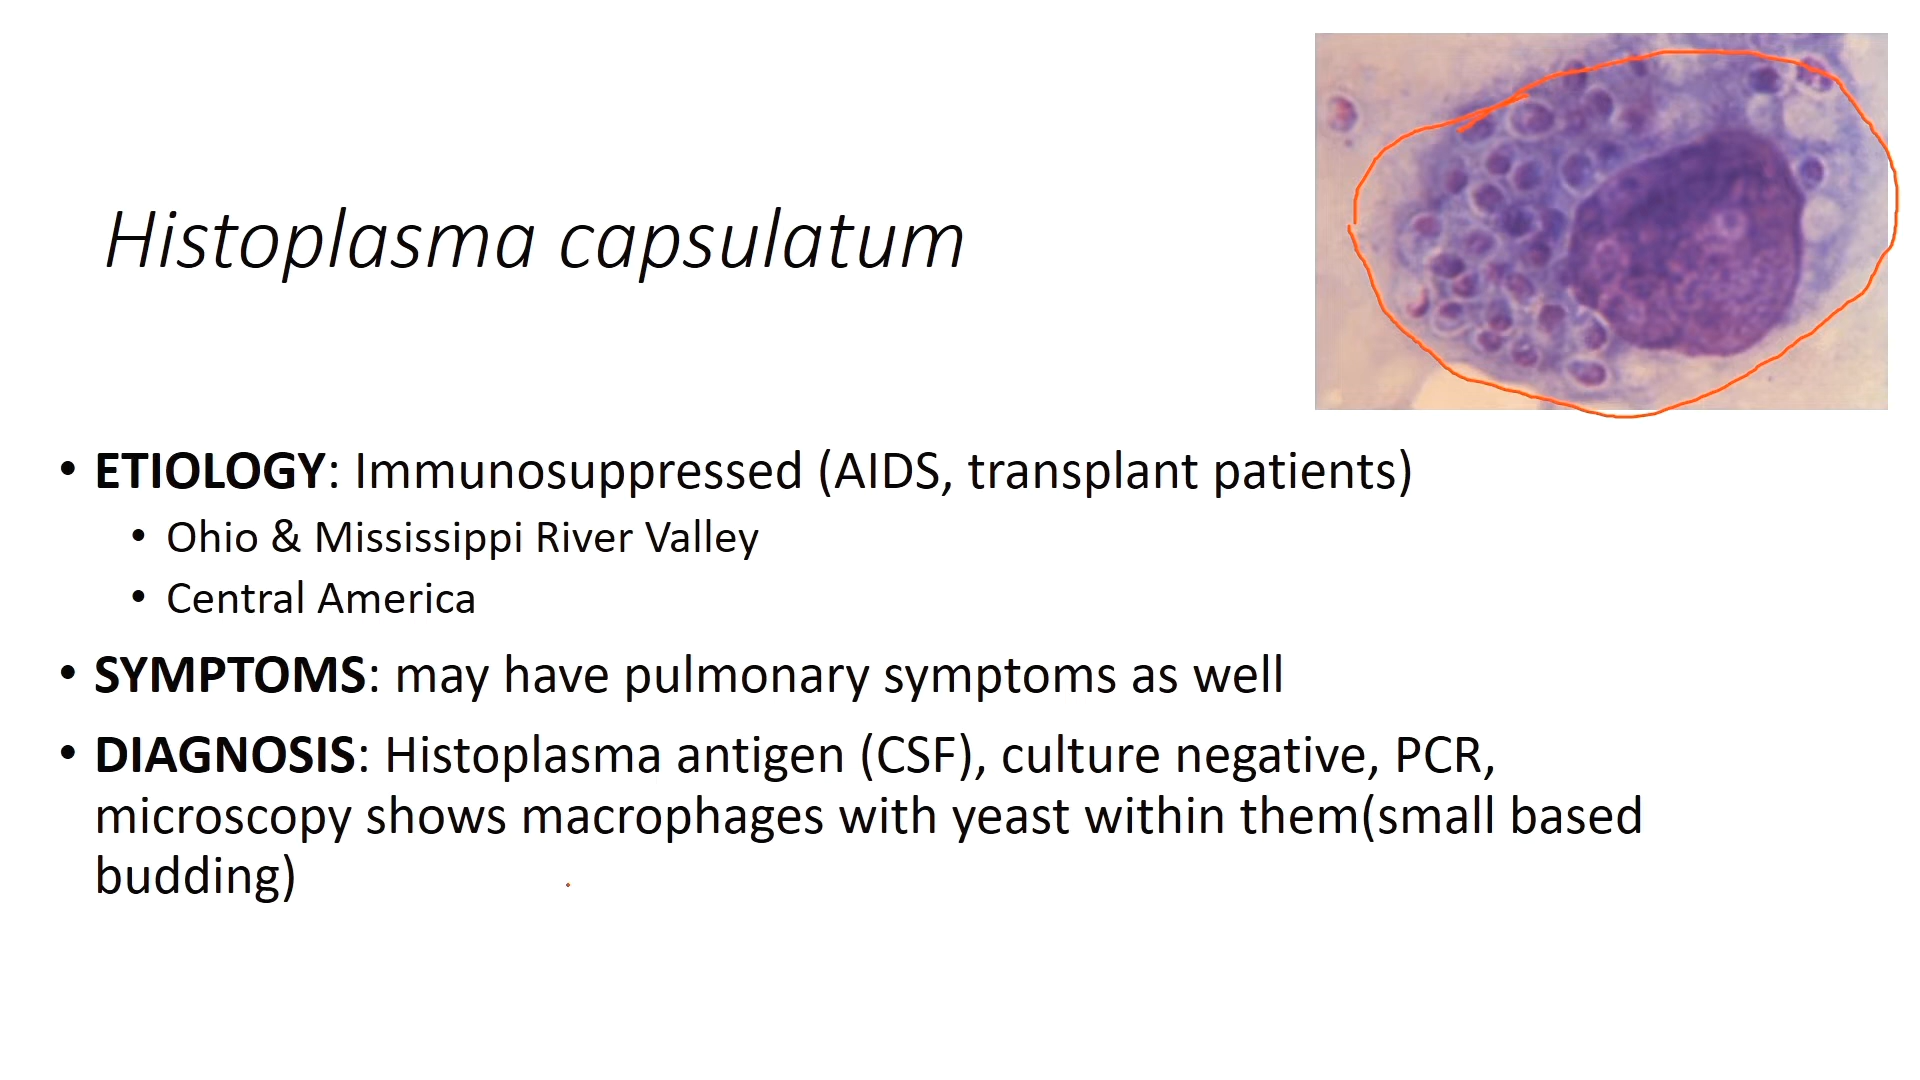 Histoplasma capsulatum
• ETIOLOGY: Immunosuppressed (AIDS, transplant patients)
• Ohio & Mississippi River Valley
• Central America
• SYMPTOMS: may have pulmonary symptoms as well
• DIAGNOSIS: Histoplasma antigen (CSF), culture negative, PCR,
microscopy shows macrophages with yeast within them(small based
budding)